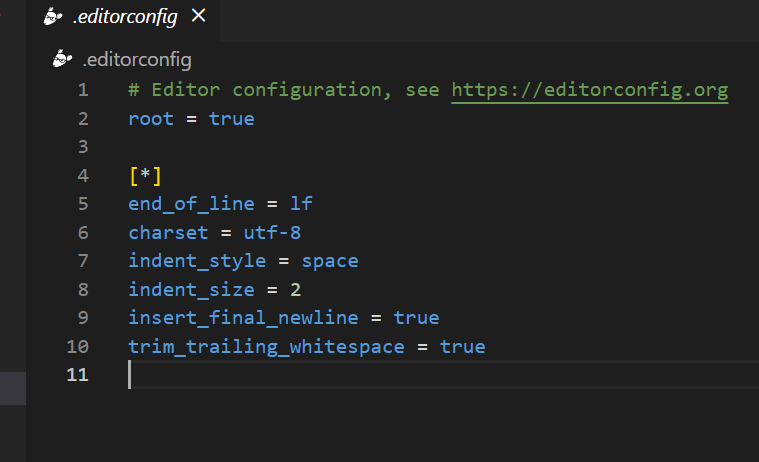 .editorconfig ×
.editorconfig
1 # Editor configuration, see https://editorconfig.org
2 root = true
3
4 [*]
5 end_of_line = lf
6 charset = utf-8
7 indent_style = space
8 indent_size = 2
9 insert_final_newline = true
10 trim_trailing_whitespace = true
11